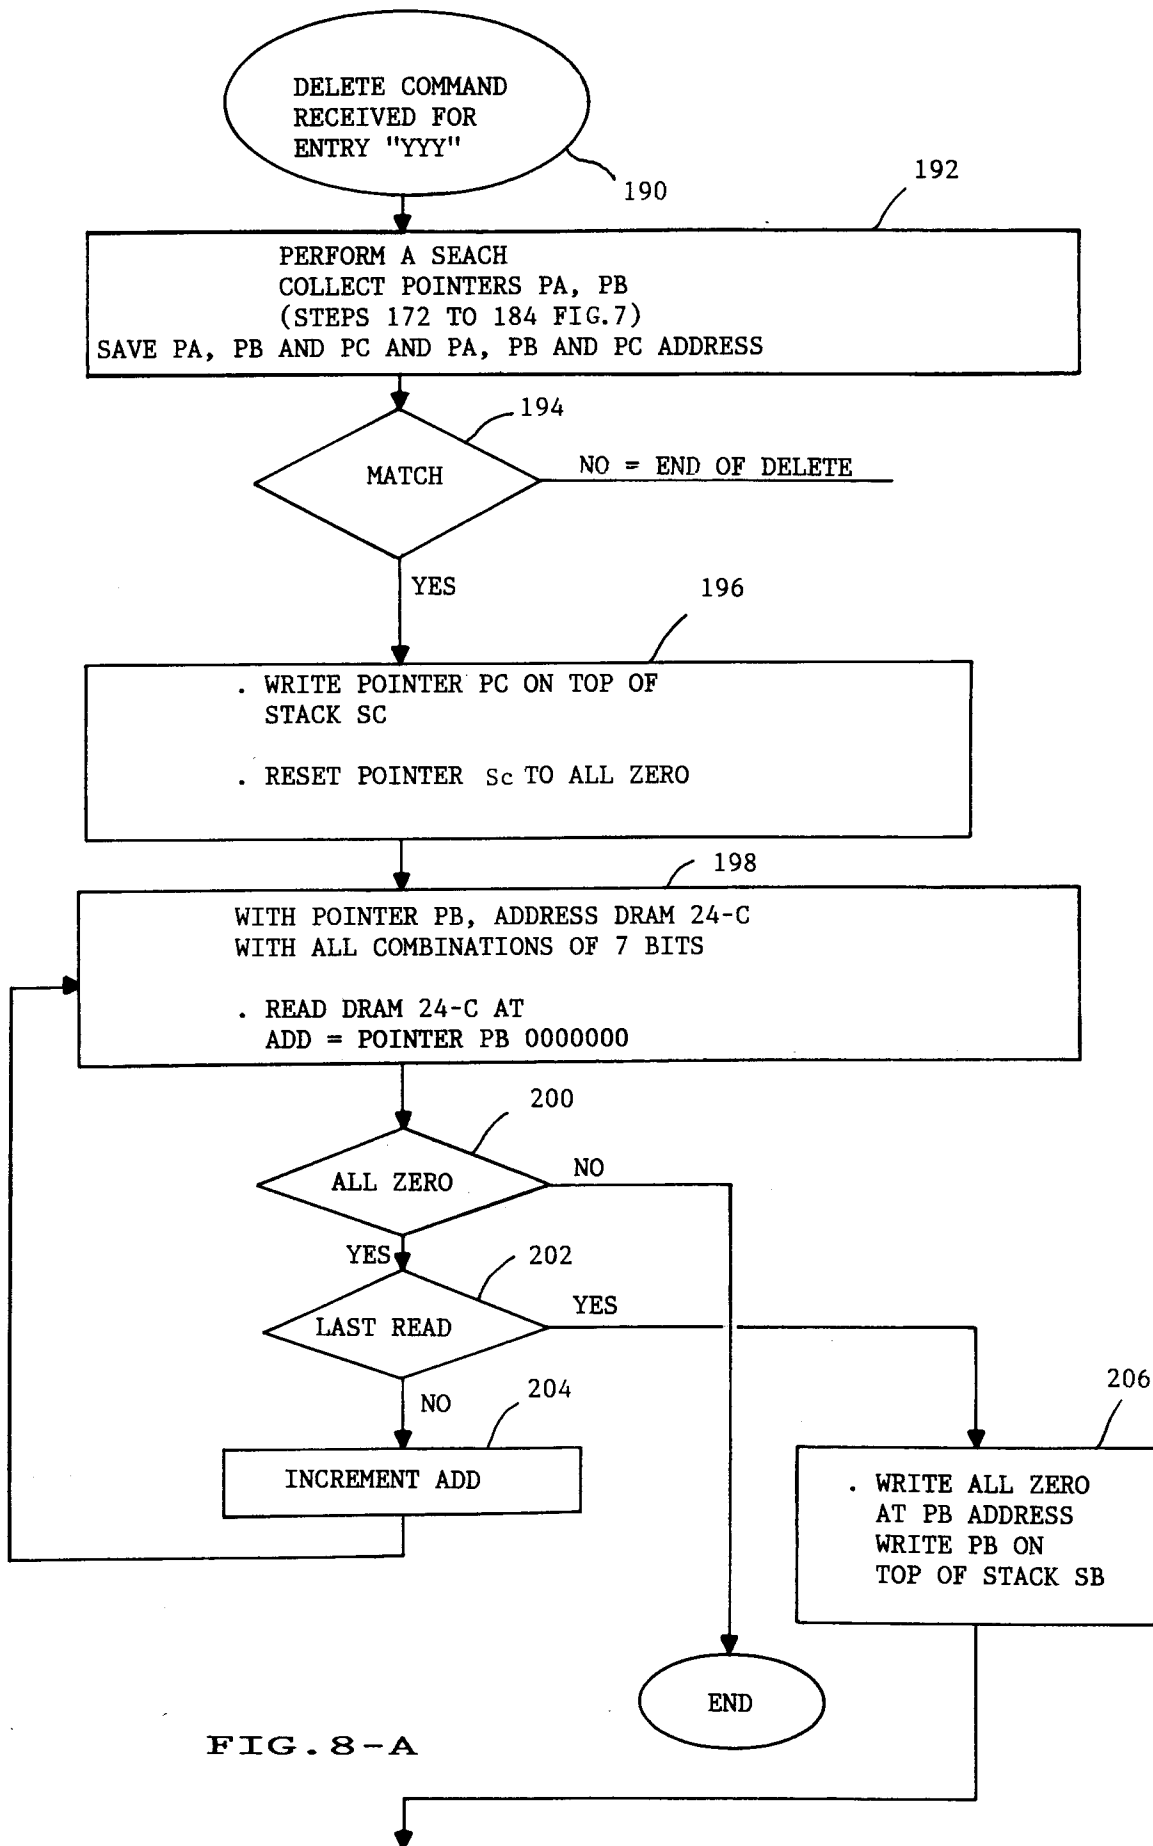 DELETE COMMAND
RECEIVED FOR
ENTRY "YYY"
190
192
PERFORM A SEACH
COLLECT POINTERS PA, PB
(STEPS 172 TO 184 FIG.7)
SAVE PA, PB AND PC AND PA, PB AND PC ADDRESS
194
MATCH
NO = END OF DELETE
YES
196
. WRITE POINTER PC ON TOP OF
STACK SC
. RESET POINTER Sc TO ALL ZERO
198
WITH POINTER PB, ADDRESS DRAM 24-C
WITH ALL COMBINATIONS OF 7 BITS
. READ DRAM 24-C AT
ADD = POINTER PB 0000000
200
ALL ZERO
NO
YES
202
LAST READ
YES
NO
204
INCREMENT ADD
206
. WRITE ALL ZERO
AT PB ADDRESS
WRITE PB ON
TOP OF STACK SB
END
FIG.8-A